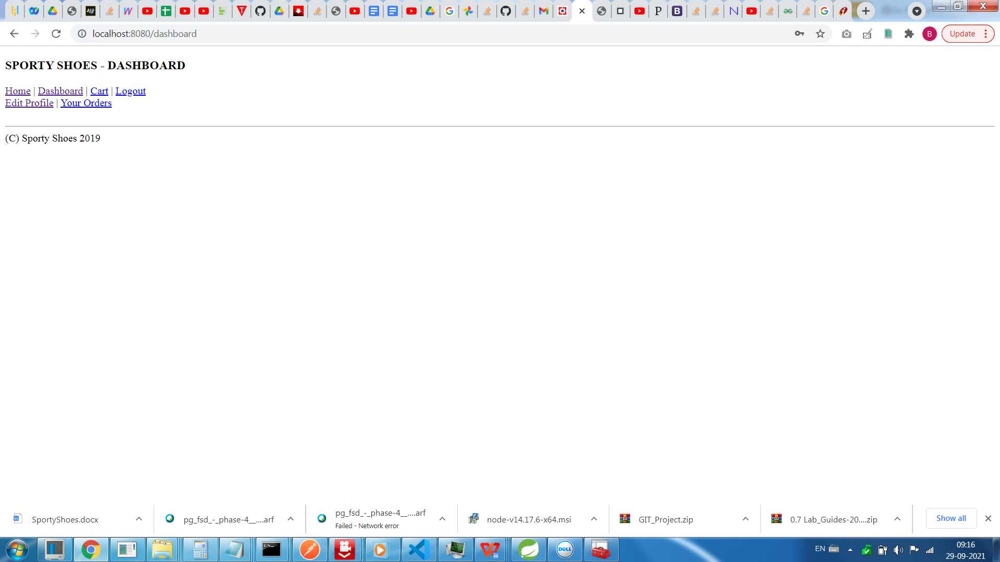 localhost:8080/dashboard
Update
B
SPORTY SHOES - DASHBOARD
Home | Dashboard | Cart | Logout
Edit Profile | Your Orders
(C) Sporty Shoes 2019
SportyShoes.docx
pg_fsd_-_phase-4__....arf
pg_fsd_-_phase-4__....arf
Failed - Network error
node-v14.17.6-x64.msi
GIT_Project.zip
0.7 Lab_Guides-20....zip
Show all
DELL
EN
09:16
29-09-2021